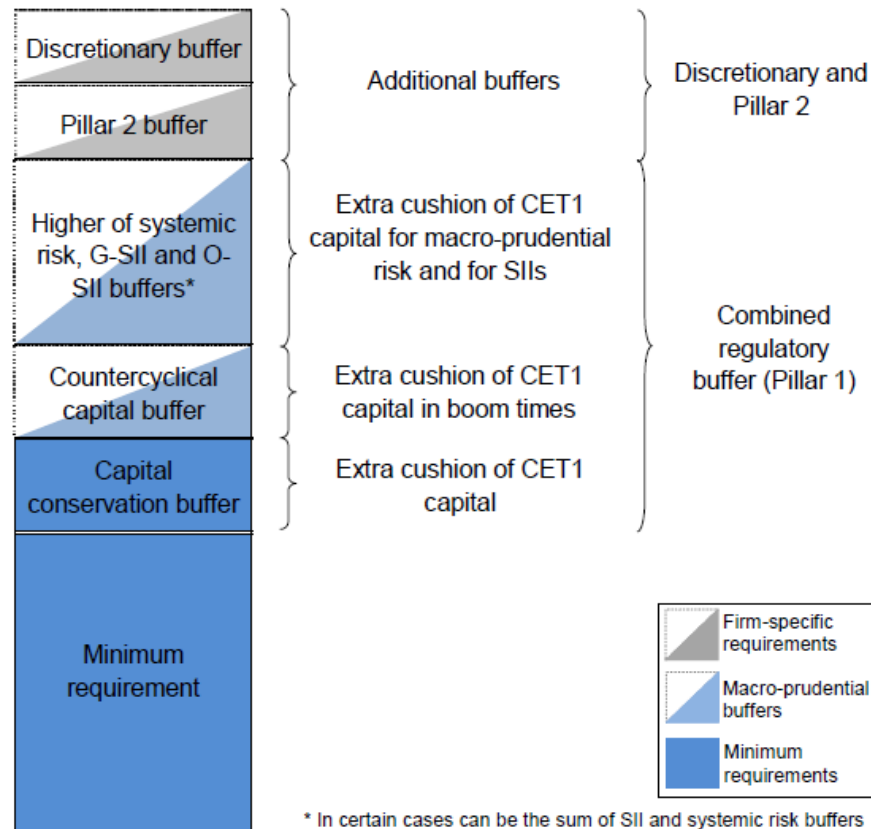 Discretionary buffer
Additional buffers
Discretionary and
Pillar 2
Pillar 2 buffer
Higher of systemic
risk, G-SII and O-
SII buffers*
Extra cushion of CET1
capital for macro-prudential
risk and for SIIs
Combined
regulatory
buffer (Pillar 1)
Countercyclical
capital buffer
Extra cushion of CET1
capital in boom times
Capital
conservation buffer
Extra cushion of CET1
capital
Minimum
requirement
Firm-specific
requirements
Macro-prudential
buffers
Minimum
requirements
* In certain cases can be the sum of SII and systemic risk buffers